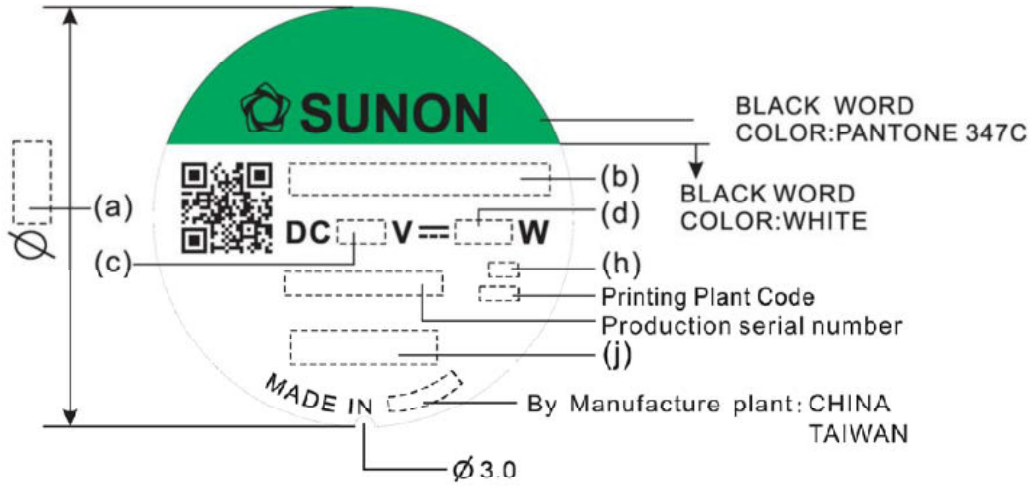 SUNON
BLACK WORD
COLOR:PANTONE 347C
(a)
(b)
BLACK WORD
COLOR:WHITE
(d)
DC V W
Ø
(c)
(h)
Printing Plant Code
Production serial number
(j)
MADE IN
By Manufacture plant: CHINA
TAIWAN
Ø3.0